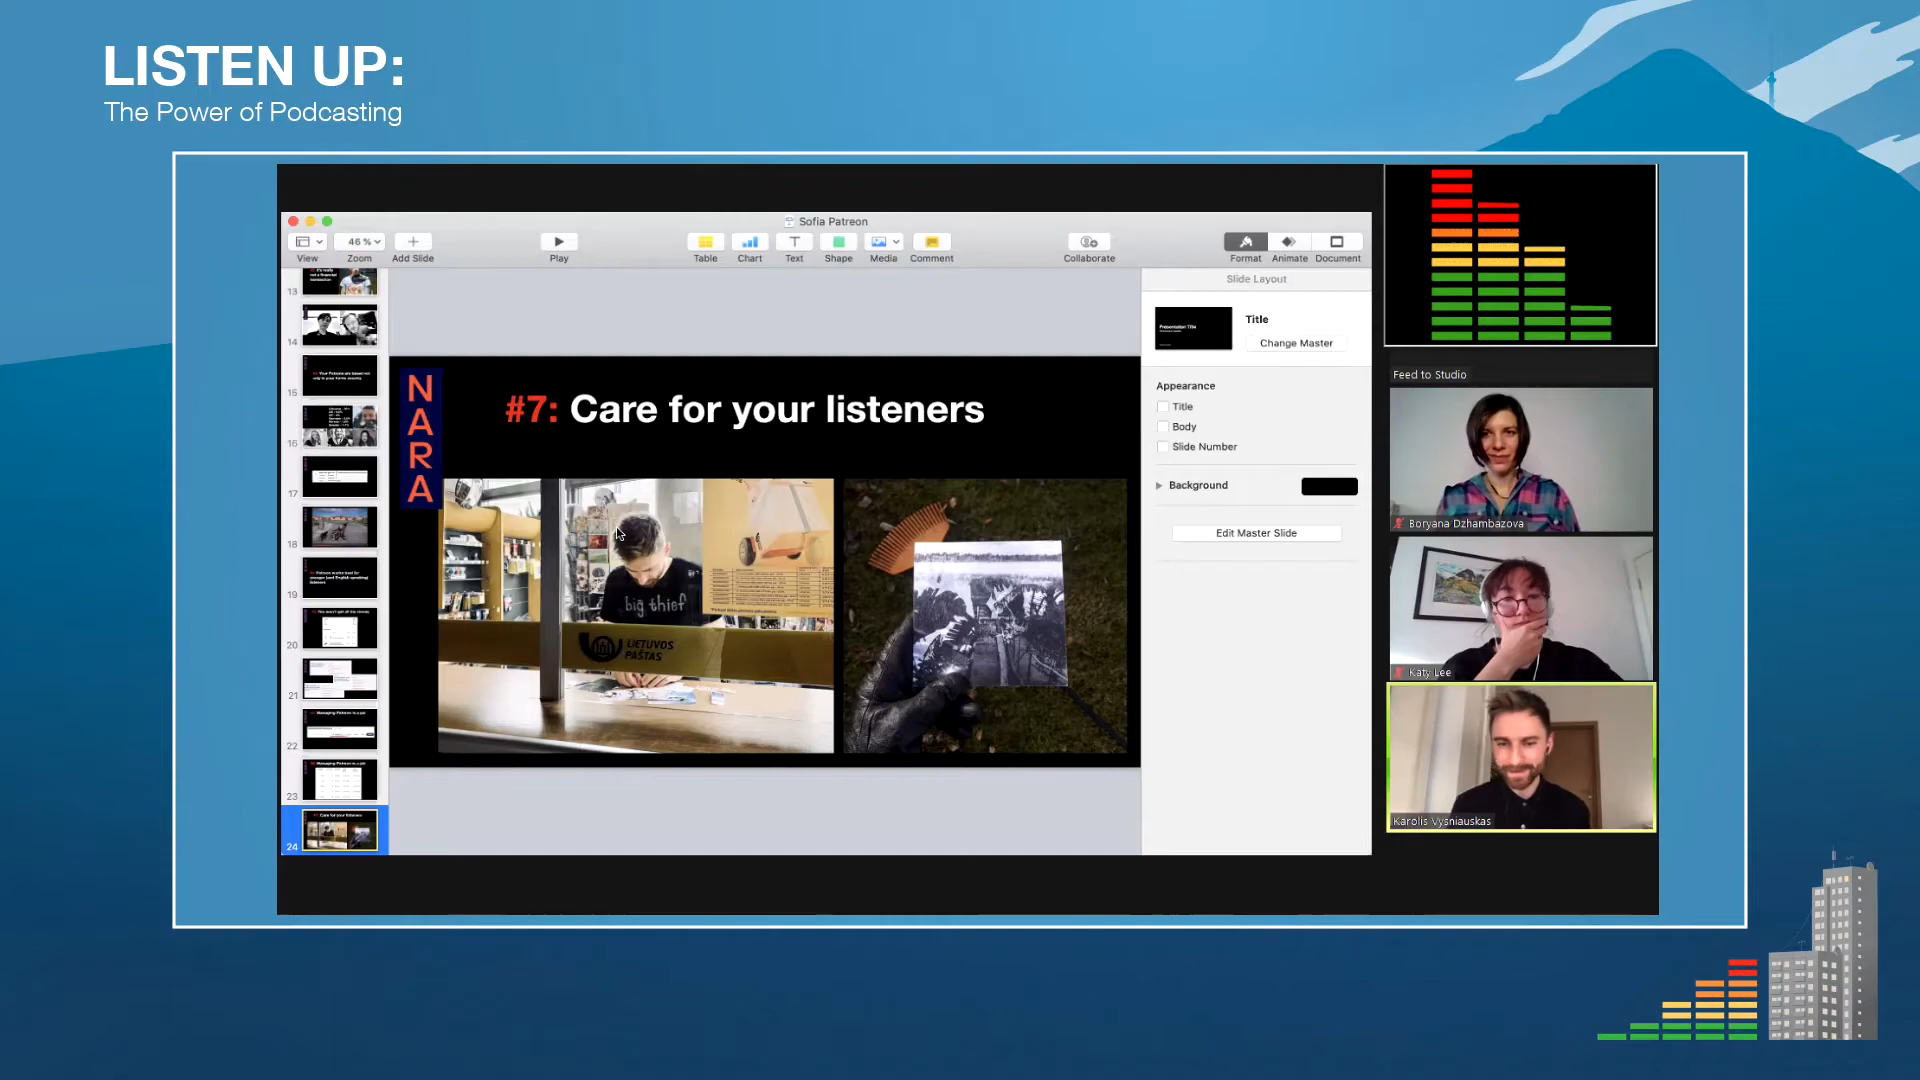 LISTEN UP:
The Power of Podcasting
Sofia Patreon
46 %
View
Zoom
Add Slide
Play
Table
Chart
Text
Shape
Media
Comment
Collaborate
Format
Animate
Document
13
14
15
16
17
18
19
20
21
22
23
24
NARA
#7: Care for your listeners
big thief
LIETUVOS
PAŠTAS
Slide Layout
Title
Change Master
Appearance
Title
Body
Slide Number
Background
Edit Master Slide
Feed to Studio
Boryana Dzhambazova
Katy Lee
Karolis Vysniauskas